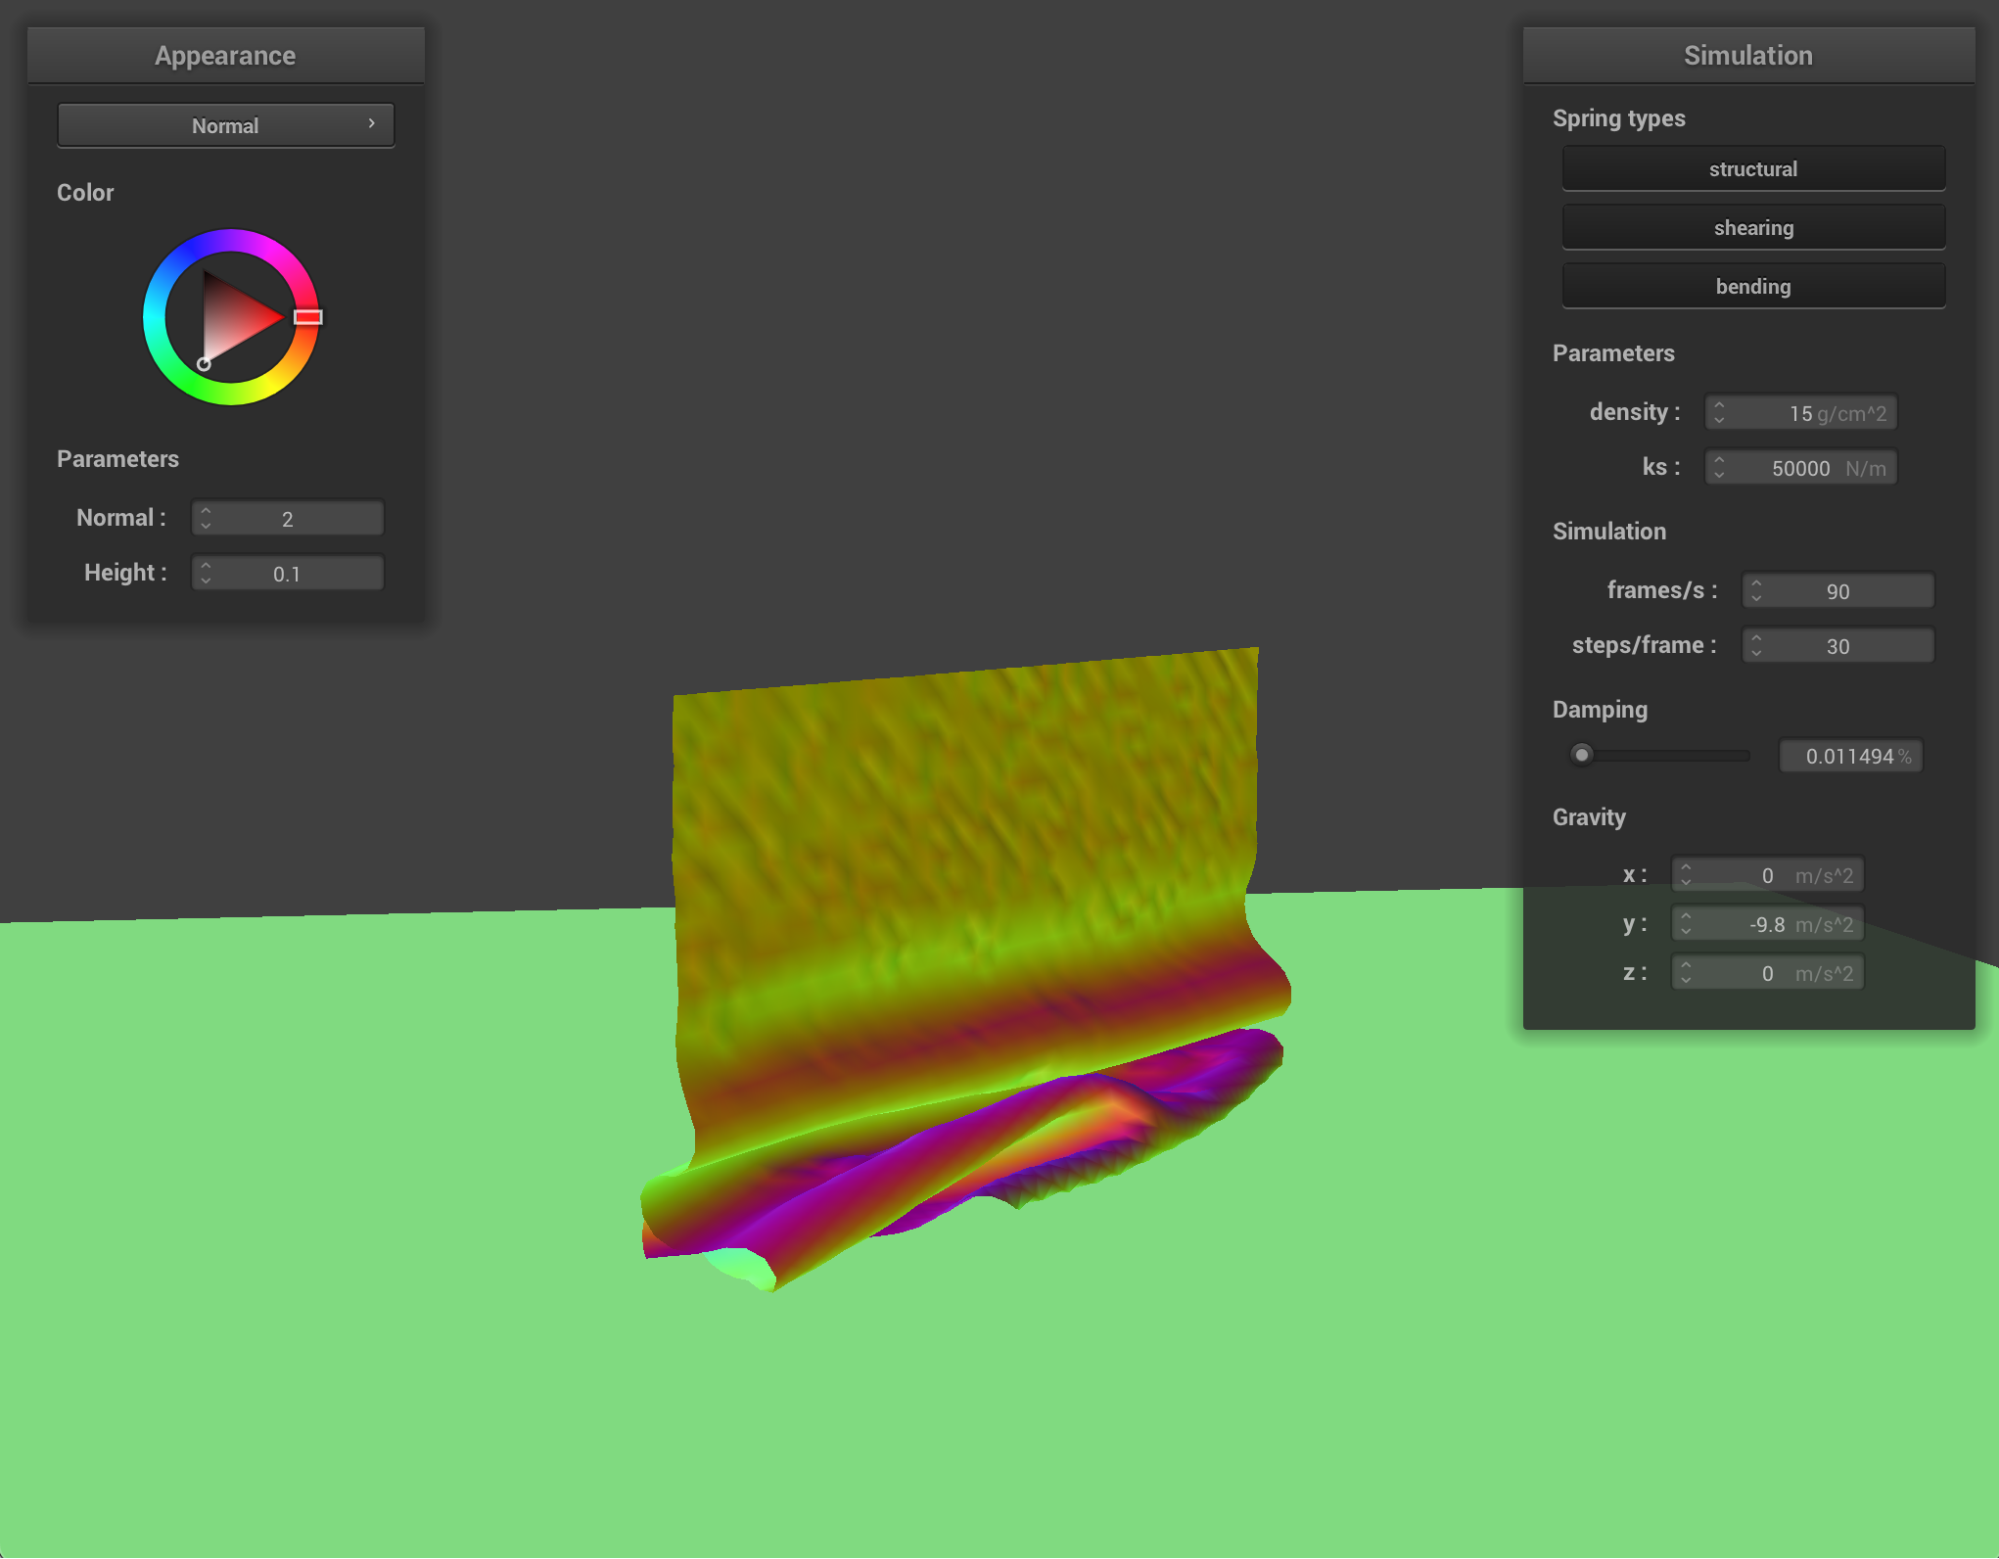 Appearance
Normal
Color
Parameters
Normal : 2
Height : 0.1
Simulation
Spring types
structural
shearing
bending
Parameters
density : 15 g/cm^2
ks : 50000 N/m
Simulation
frames/s : 90
steps/frame : 30
Damping
0.011494 %
Gravity
x : 0 m/s^2
y : -9.8 m/s^2
z : 0 m/s^2